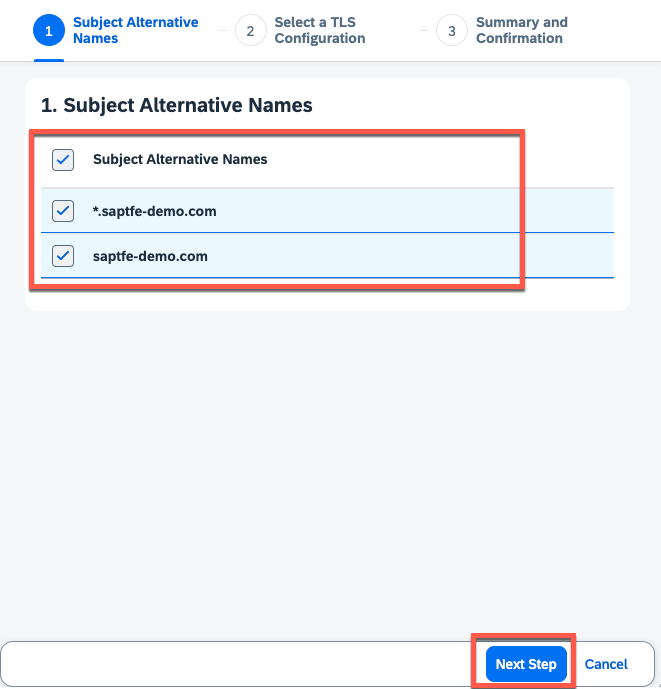 1
Subject Alternative
Names
2
Select a TLS
Configuration
3
Summary and
Confirmation
1. Subject Alternative Names
Subject Alternative Names
*.saptfe-demo.com
saptfe-demo.com
Next Step
Cancel